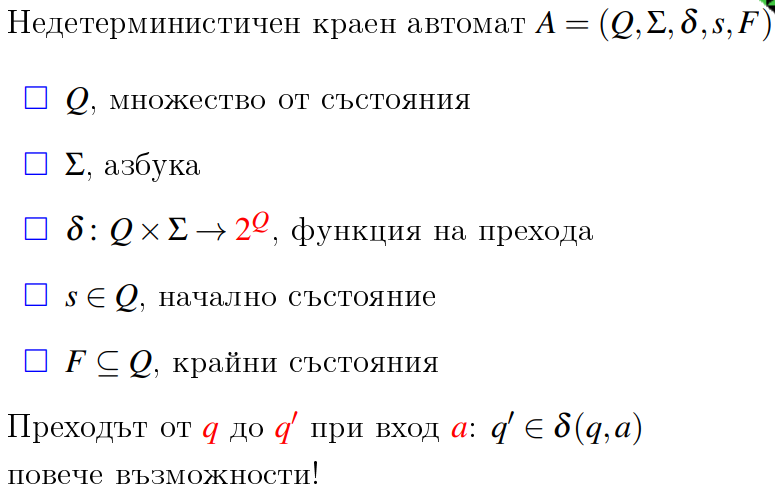 Недетерминистичен краен автомат A = (Q, Σ, δ, s, F)
□ Q, множество от състояния
□ Σ, азбука
□ δ: Q × Σ → 2^Q, функция на прехода
□ s ∈ Q, начално състояние
□ F ⊆ Q, крайни състояния
Преходът от q до q′ при вход a: q′ ∈ δ(q, a)
повече възможности!